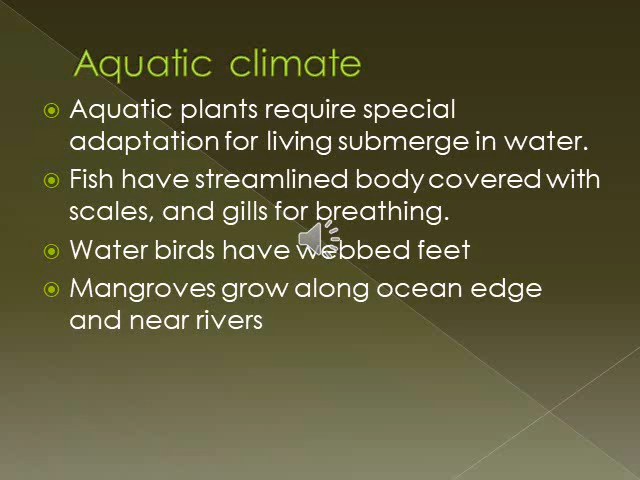 Aquatic climate
Aquatic plants require special
adaptation for living submerge in water.
Fish have streamlined body covered with
scales, and gills for breathing.
Water birds have webbed feet
Mangroves grow along ocean edge
and near rivers